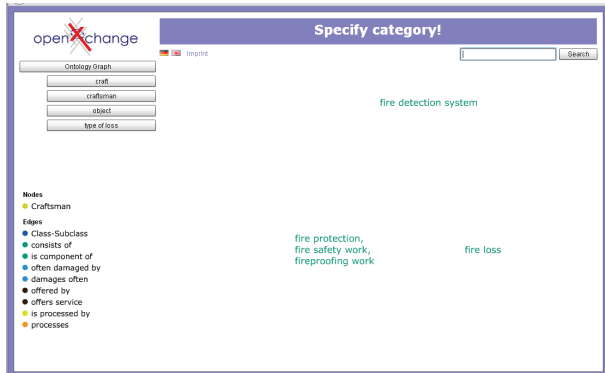 openXchange
Specify category!
Imprint
Search
Ontology Graph
craft
craftsman
object
type of loss
fire detection system
Nodes
Craftsman
Edges
Class-Subclass
consists of
is component of
often damaged by
damages often
offered by
offers service
is processed by
processes
fire protection,
fire safety work,
fireproofing work
fire loss